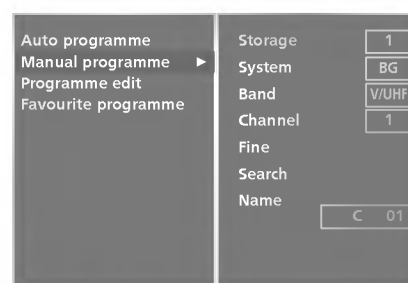 Auto programme
Manual programme ►
Programme edit
Favourite programme
Storage 1
System BG
Band V/UHF
Channel 1
Fine
Search
Name
C 01